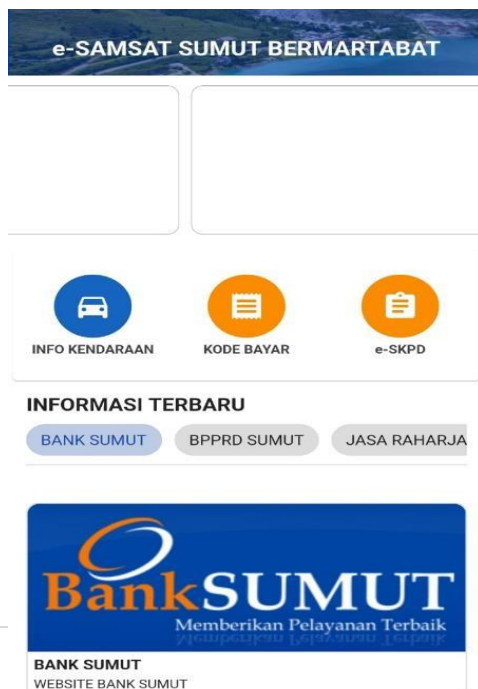 e-SAMSAT SUMUT BERMARTABAT
INFO KENDARAAN
KODE BAYAR
e-SKPD
INFORMASI TERBARU
BANK SUMUT
BPPRD SUMUT
JASA RAHARJA
BankSUMUT
Memberikan Pelayanan Terbaik
BANK SUMUT
WEBSITE BANK SUMUT